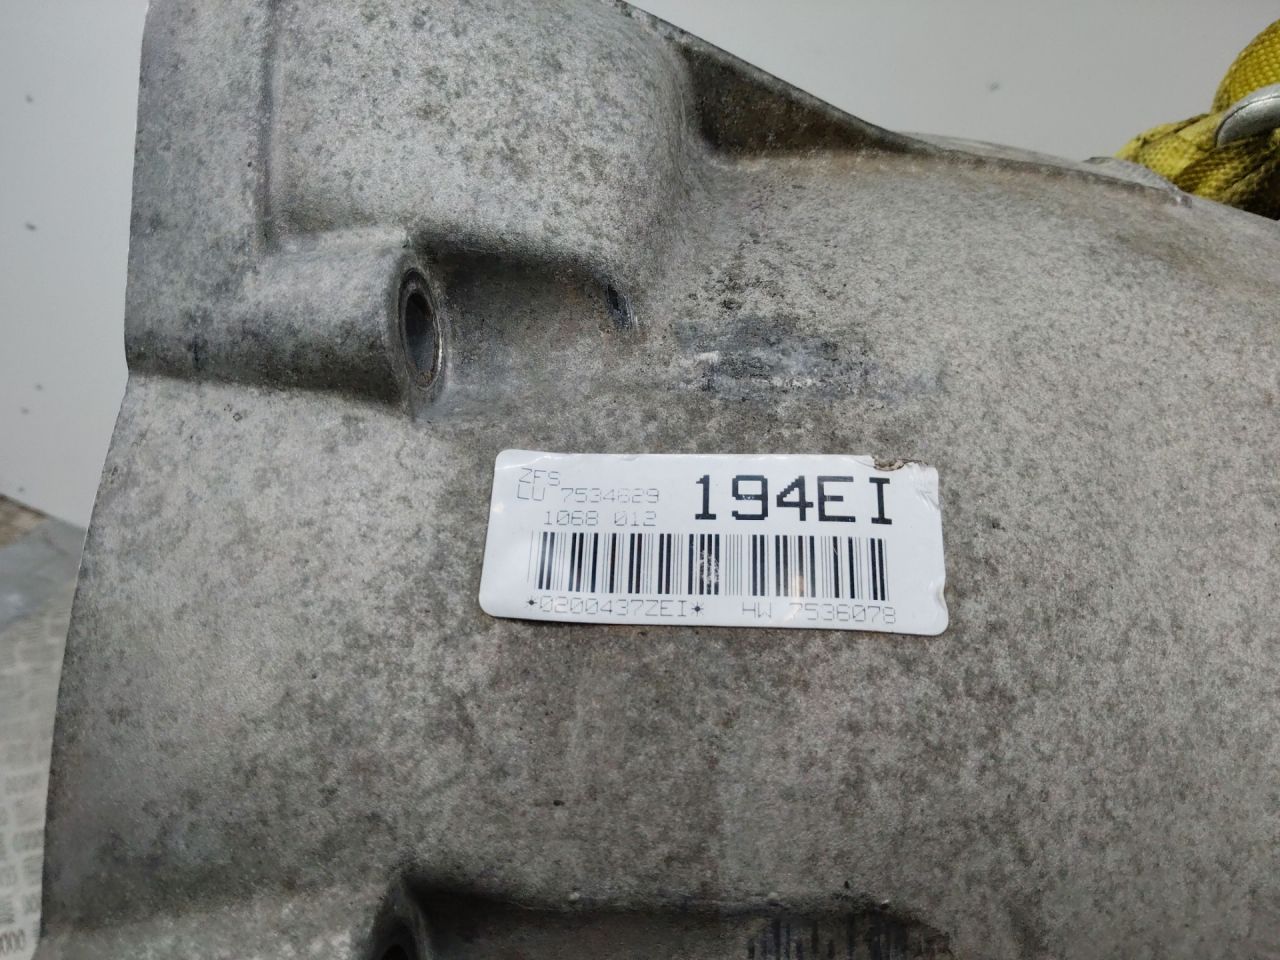 ZFS
LU 7534629 194EI
1068 012
*0200437ZEI* HW 7536078